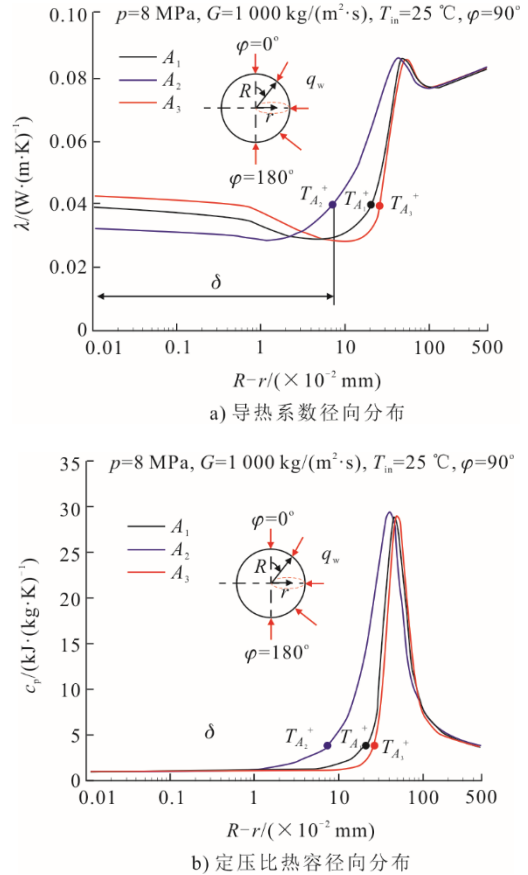 p=8 MPa, G=1 000 kg/(m²·s), T_in=25 ℃, φ=90°
0.10
0.08
0.06
0.04
0.02
0
λ/(W·(m·K)⁻¹
A₁
A₂
A₃
φ=0°
R
r
q_w
φ=180°
T_A₂⁺
T_A₁⁺
T_A₃⁺
δ
0.01
0.1
1
10
100
500
R-r/(×10⁻² mm)
a) 导热系数径向分布
p=8 MPa, G=1 000 kg/(m²·s), T_in=25 ℃, φ=90°
35
30
25
20
15
10
5
0
c_p/(kJ·(kg·K)⁻¹)
A₁
A₂
A₃
φ=0°
R
r
q_w
φ=180°
δ
T_A₂⁺
T_A⁺
T_A₃⁺
0.01
0.1
1
10
100
500
R-r/(×10⁻² mm)
b) 定压比热容径向分布